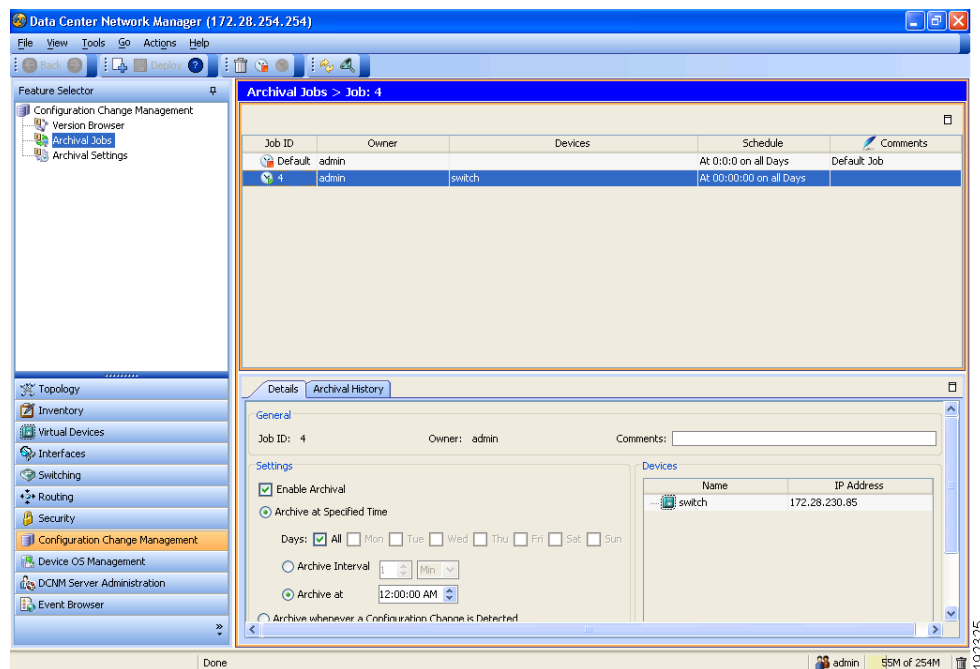 Data Center Network Manager (172.28.254.254)
File View Tools Go Actions Help
Back Deploy
Feature Selector
Configuration Change Management
Version Browser
Archival Jobs
Archival Settings
Topology
Inventory
Virtual Devices
Interfaces
Switching
Routing
Security
Configuration Change Management
Device OS Management
DCNM Server Administration
Event Browser
»
Archival Jobs > Job: 4
Job ID Owner Devices Schedule Comments
Default admin At 0:0:0 on all Days Default Job
4 admin switch At 00:00:00 on all Days
Details Archival History
General
Job ID: 4 Owner: admin Comments:
Settings
Enable Archival
Archive at Specified Time
Days: All Mon Tue Wed Thu Fri Sat Sun
Archive Interval 1 Min
Archive at 12:00:00 AM
Archive whenever a Configuration Change is Detected
Devices
Name IP Address
switch 172.28.230.85
Done admin 55M of 254M